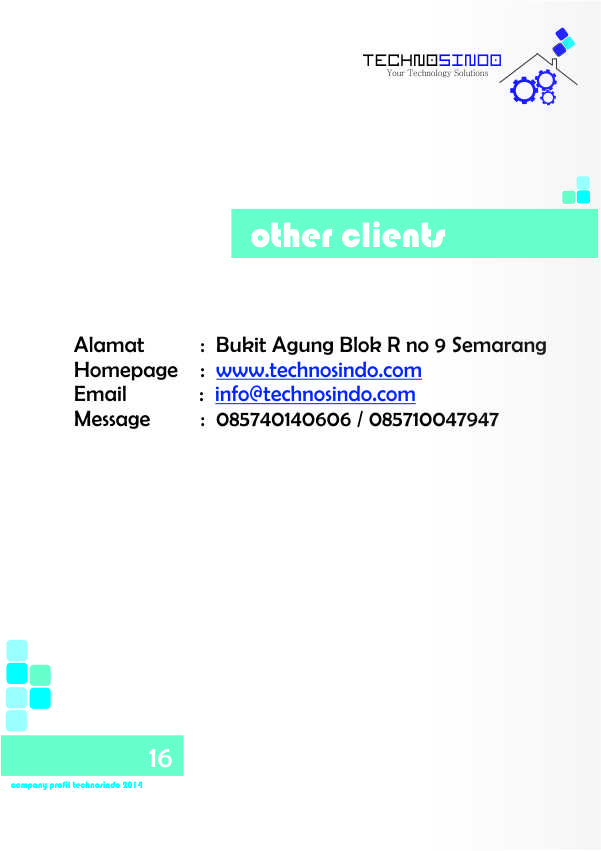 TECHNOSINDO
Your Technology Solutions
other clients
Alamat : Bukit Agung Blok R no 9 Semarang
Homepage : www.technosindo.com
Email : info@technosindo.com
Message : 085740140606 / 085710047947
16
company profil technosindo 2014